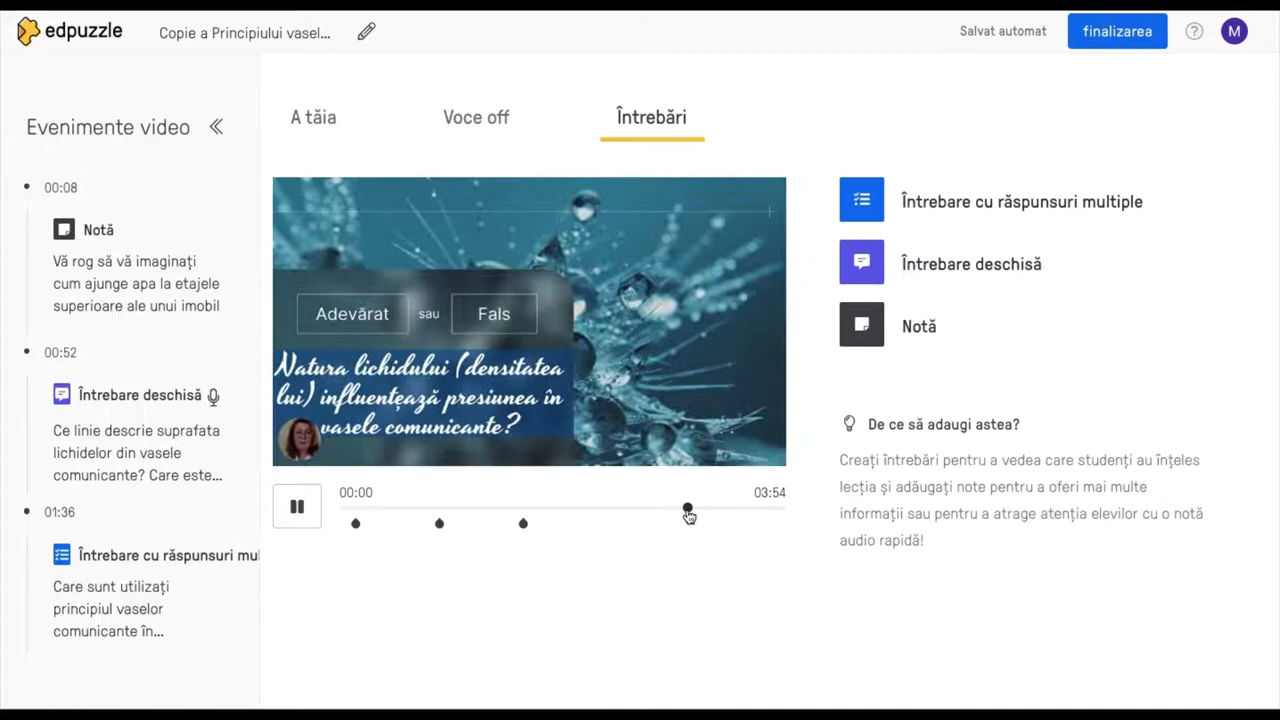 edpuzzle
Copie a Principiului vasel...
Salvat automat
finalizarea
?
M
Evenimente video
00:08
Notă
Vă rog să vă imaginați
cum ajunge apa la etajele
superioare ale unui imobil
00:52
Întrebare deschisă
Ce linie descrie suprafata
lichidelor din vasele
comunicante? Care este...
01:36
Întrebare cu răspunsuri mul
Care sunt utilizați
principiul vaselor
comunicante în...
A tăia
Voce off
Întrebări
Adevărat sau Fals
Natura lichidului (densitatea
lui) influențează presiunea în
vasele comunicante?
00:00
03:54
Întrebare cu răspunsuri multiple
Întrebare deschisă
Notă
De ce să adaugi astea?
Creați întrebări pentru a vedea care studenți au înțeles
lecția și adăugați note pentru a oferi mai multe
informații sau pentru a atrage atenția elevilor cu o notă
audio rapidă!